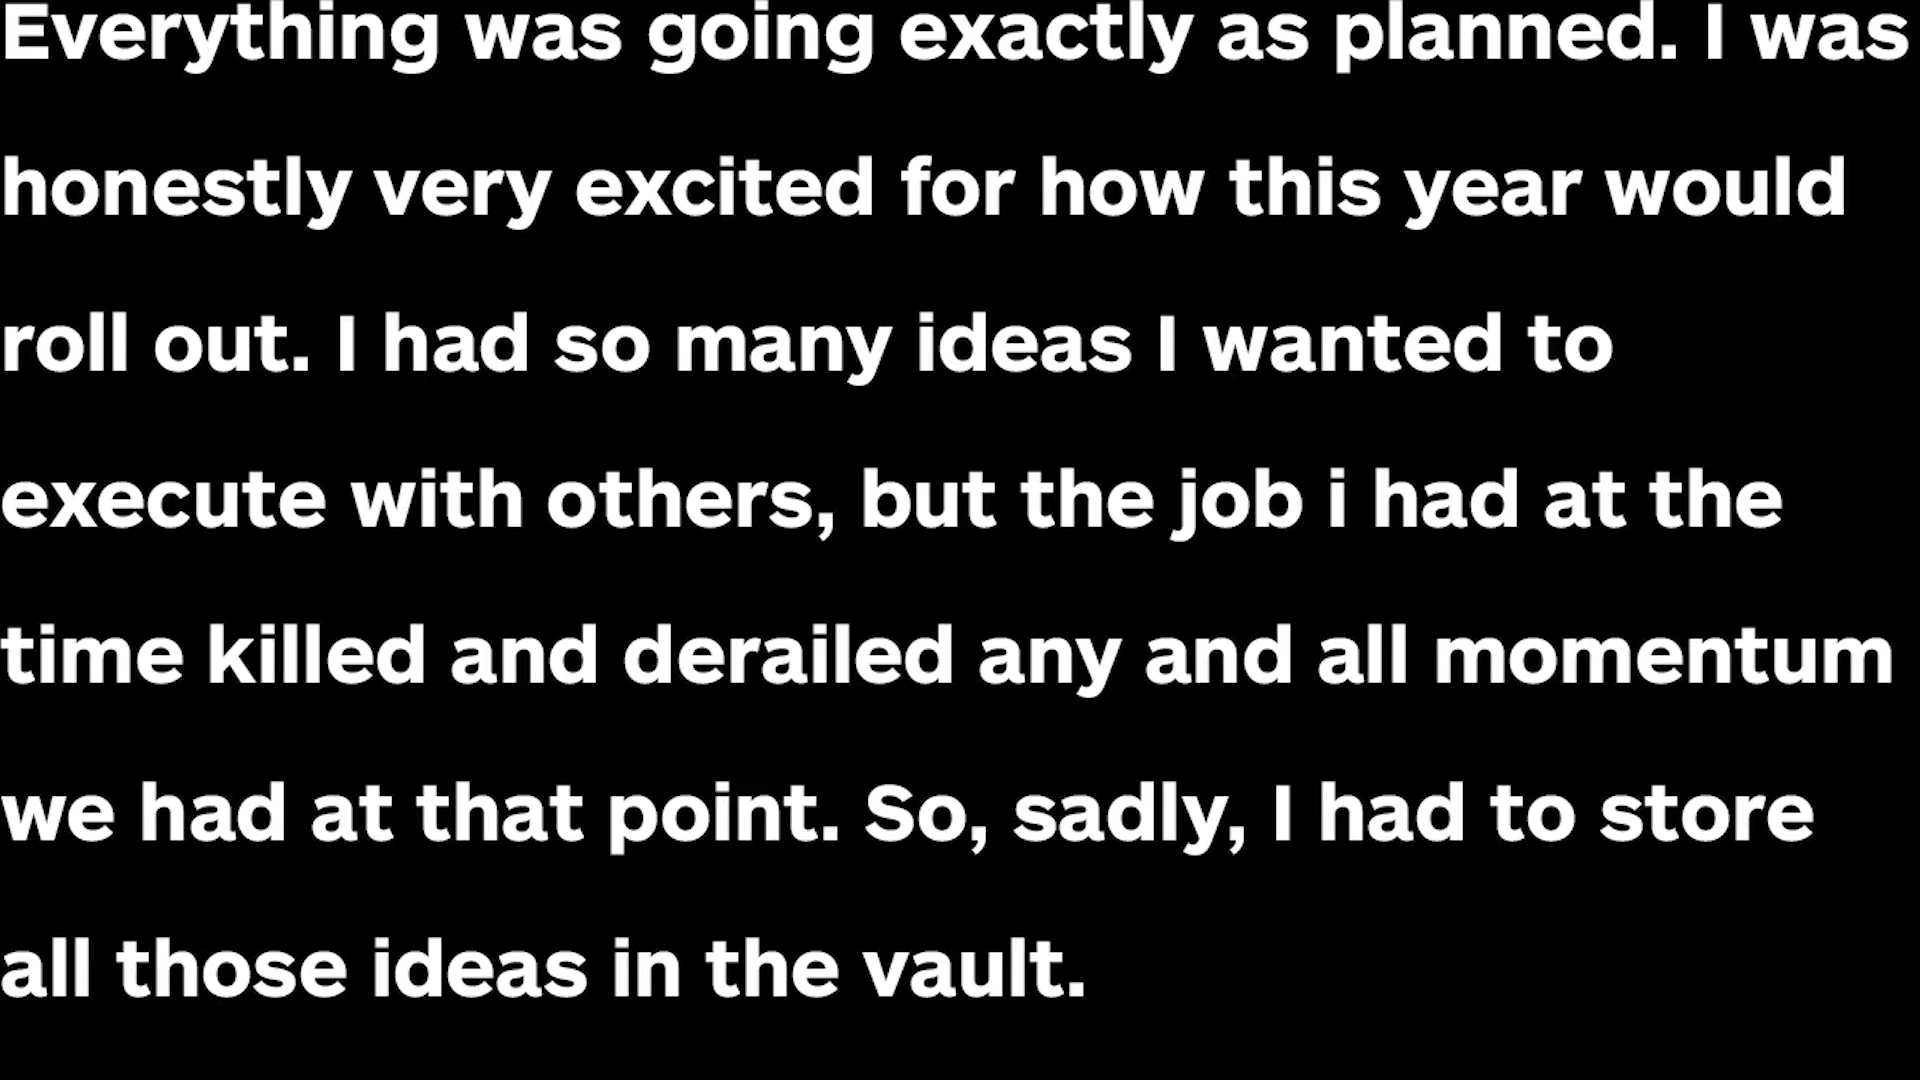 Everything was going exactly as planned. I was
honestly very excited for how this year would
roll out. I had so many ideas I wanted to
execute with others, but the job i had at the
time killed and derailed any and all momentum
we had at that point. So, sadly, I had to store
all those ideas in the vault.